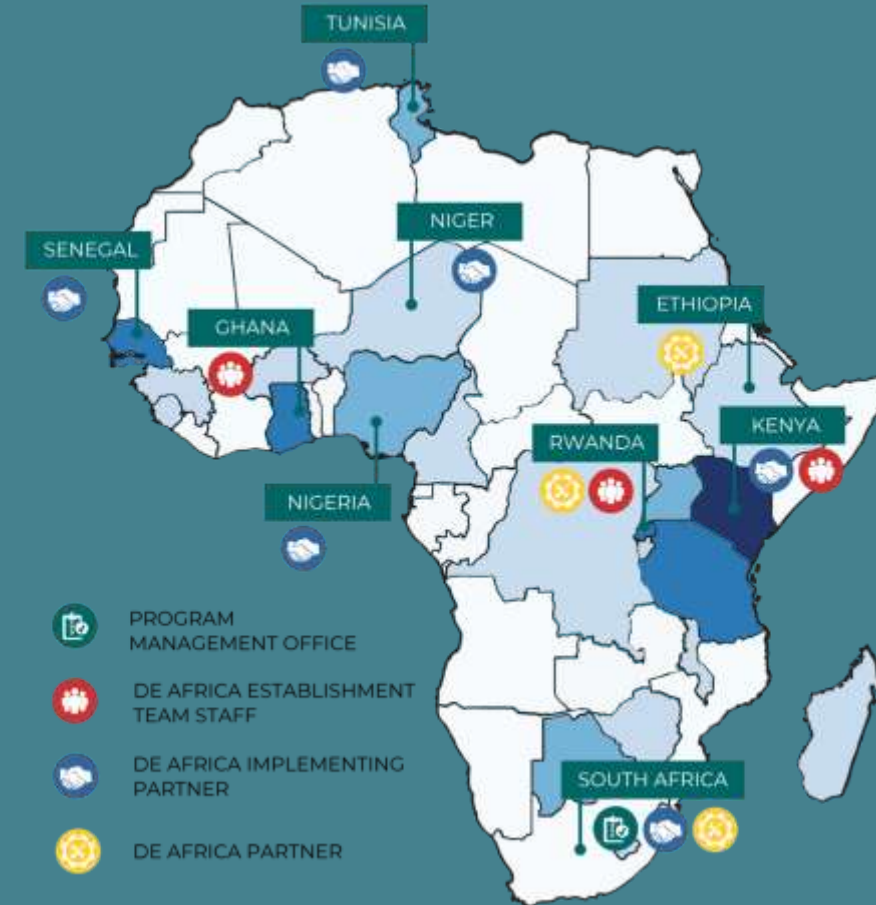 TUNISIA
NIGER
SENEGAL
ETHIOPIA
GHANA
KENYA
RWANDA
NIGERIA
PROGRAM
MANAGEMENT OFFICE
DE AFRICA ESTABLISHMENT
TEAM STAFF
DE AFRICA IMPLEMENTING
PARTNER
SOUTH AFRICA
DE AFRICA PARTNER